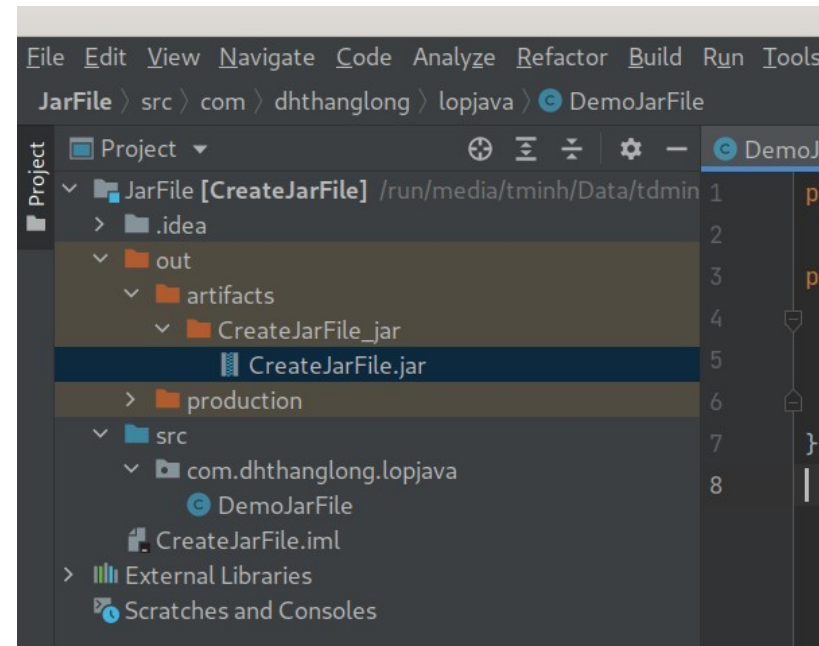 File Edit View Navigate Code Analyze Refactor Build Run Tools
JarFile 〉 src 〉 com 〉 dhthanglong 〉 lopjava 〉 DemoJarFile
Project
Project
DemoJ
JarFile [CreateJarFile] /run/media/tminh/Data/tdmin
.idea
out
artifacts
CreateJarFile_jar
CreateJarFile.jar
production
src
com.dhthanglong.lopjava
DemoJarFile
CreateJarFile.iml
External Libraries
Scratches and Consoles
1 p
2
3 p
4
5
6
7 }
8